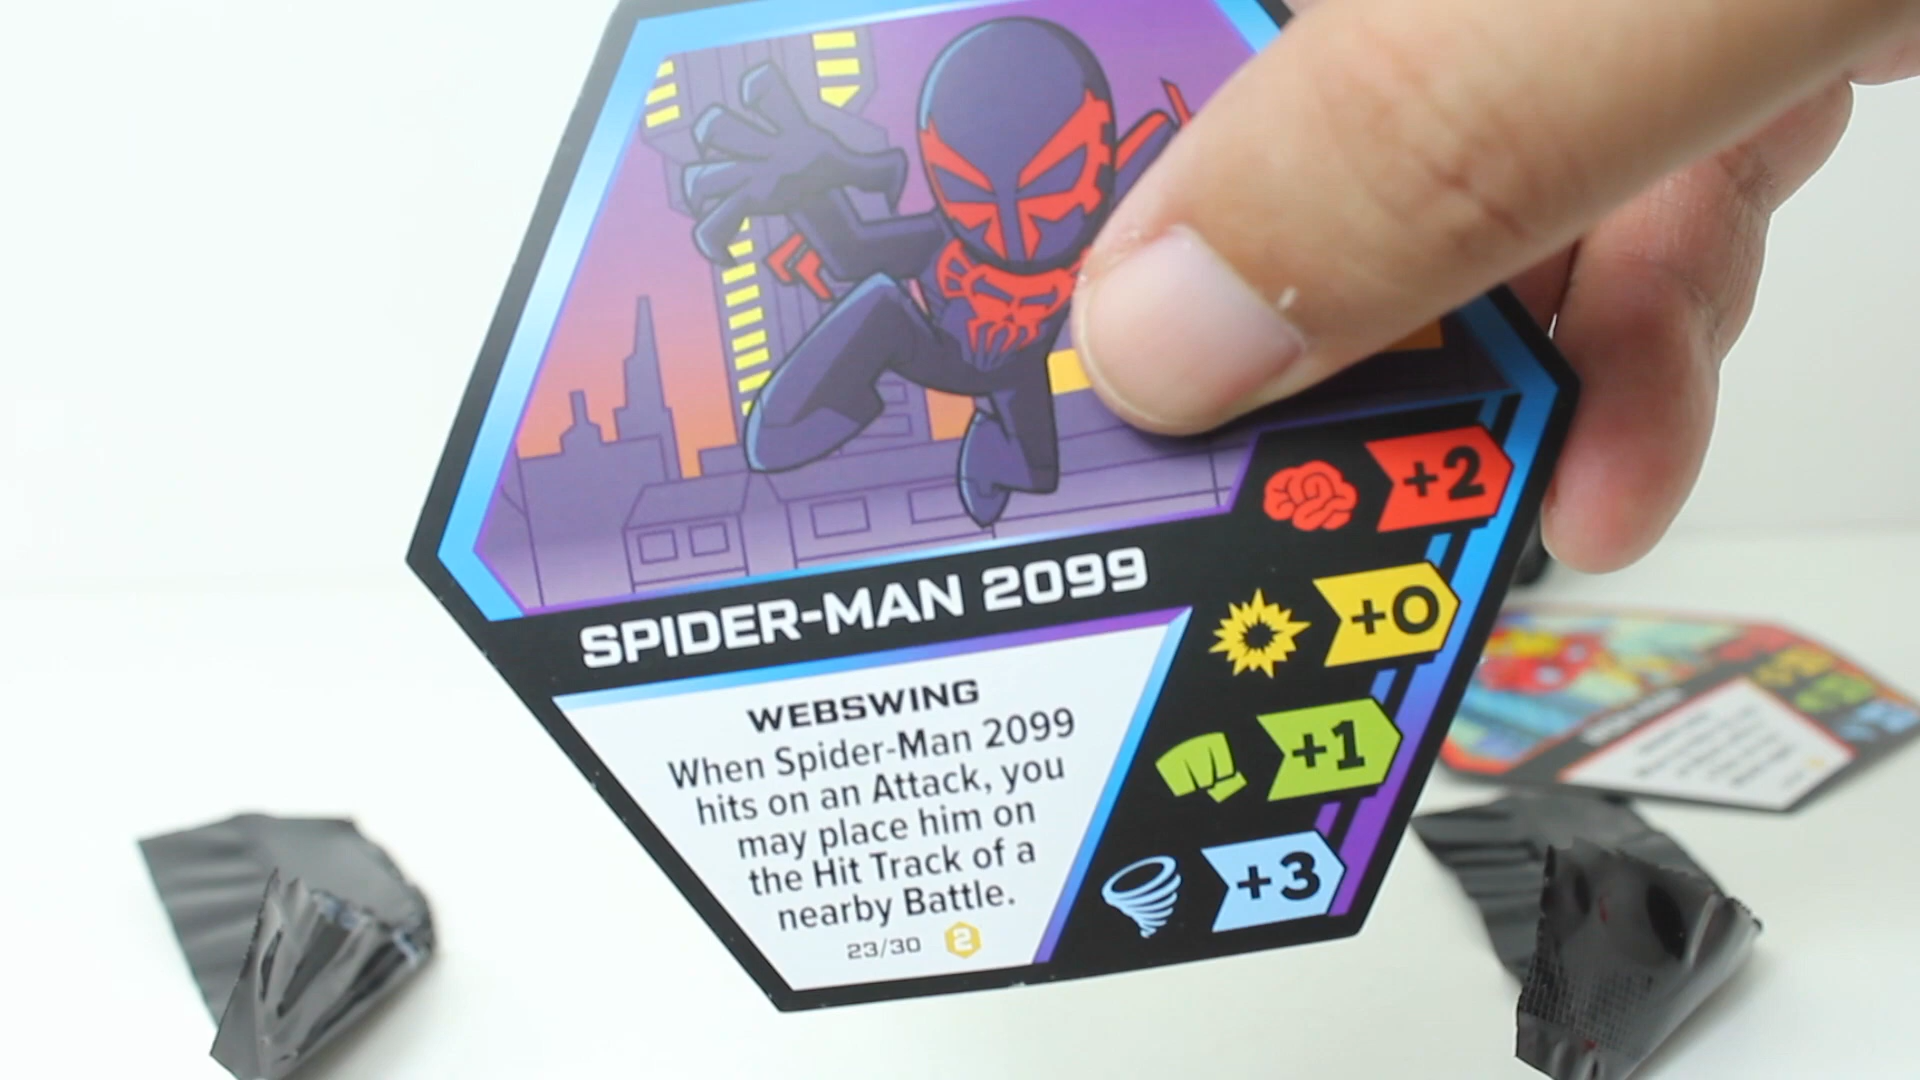 +2
SPIDER-MAN 2099
+0
WEBSWING
When Spider-Man 2099
hits on an Attack, you
may place him on
the Hit Track of a
nearby Battle.
+1
+3
23/30 2